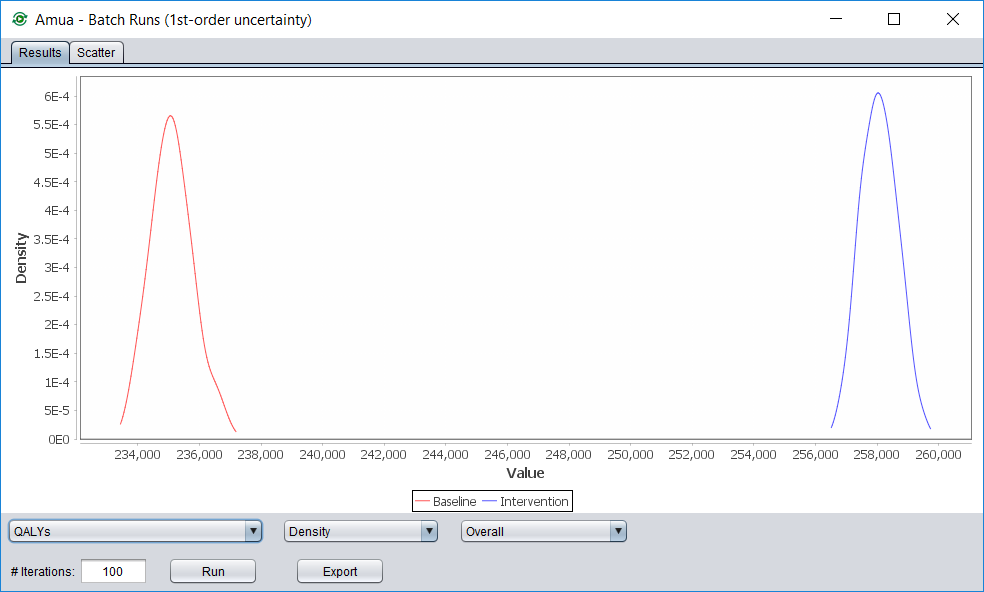 Amua - Batch Runs (1st-order uncertainty)
Results Scatter
6E-4
5.5E-4
5E-4
4.5E-4
4E-4
3.5E-4
3E-4
2.5E-4
2E-4
1.5E-4
1E-4
5E-5
0E0
Density
234,000 236,000 238,000 240,000 242,000 244,000 246,000 248,000 250,000 252,000 254,000 256,000 258,000 260,000
Value
Baseline Intervention
QALYs Density Overall
# Iterations: 100 Run Export